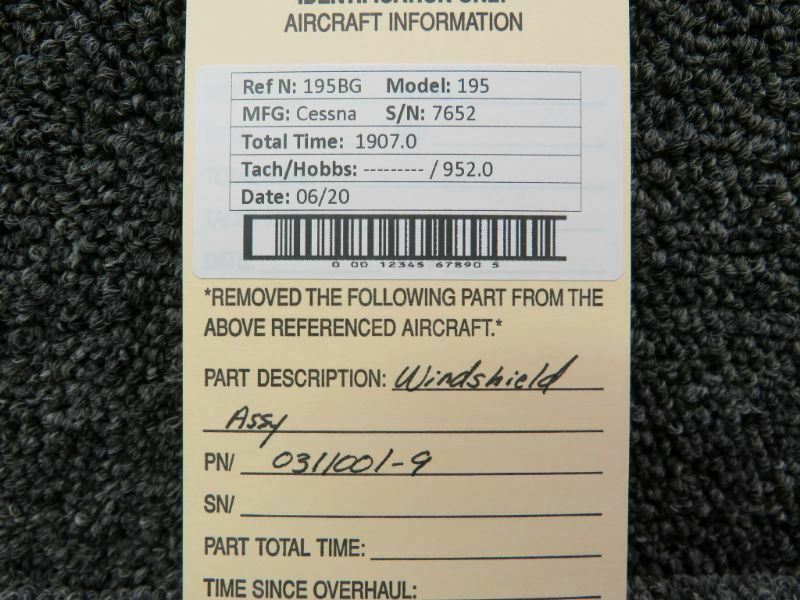 IDENTIFICATION ONLY
AIRCRAFT INFORMATION
Ref N: 195BG Model: 195
MFG: Cessna S/N: 7652
Total Time: 1907.0
Tach/Hobbs: --------- / 952.0
Date: 06/20
0 00 12345 67890 5
*REMOVED THE FOLLOWING PART FROM THE
ABOVE REFERENCED AIRCRAFT.*
PART DESCRIPTION: Windshield
Assy
PN/ 0311001-9
SN/
PART TOTAL TIME:
TIME SINCE OVERHAUL: